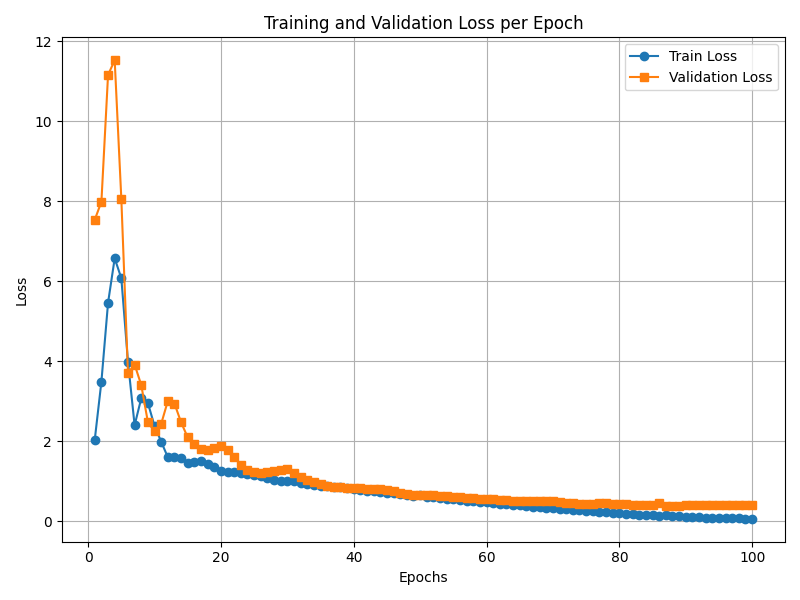 Training and Validation Loss per Epoch
Train Loss
Validation Loss
12
10
8
6
4
2
0
Loss
0 20 40 60 80 100
Epochs